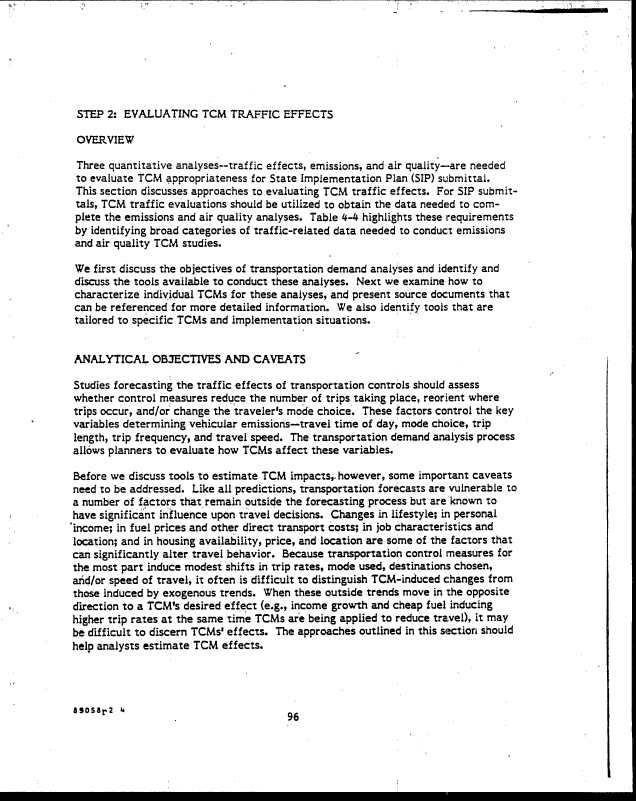 STEP 2: EVALUATING TCM TRAFFIC EFFECTS
OVERVIEW
Three quantitative analyses--traffic effects, emissions, and air quality—are needed
to evaluate TCM appropriateness for State Implementation Plan (SIP) submittal.
This section discusses approaches to evaluating TCM traffic effects. For SIP submit-
tals, TCM traffic evaluations should be utilized to obtain the data needed to com-
plete the emissions and air quality analyses. Table 4-4 highlights these requirements
by identifying broad categories of traffic-related data needed to conduct emissions
and air quality TCM studies.
We first discuss the objectives of transportation demand analyses and identify and
discuss the tools available to conduct these analyses. Next we examine how to
characterize individual TCMs for these analyses, and present source documents that
can be referenced for more detailed information. We also identify tools that are
tailored to specific TCMs and implementation situations.
ANALYTICAL OBJECTIVES AND CAVEATS
Studies forecasting the traffic effects of transportation controls should assess
whether control measures reduce the number of trips taking place, reorient where
trips occur, and/or change the traveler's mode choice. These factors control the key
variables determining vehicular emissions—travel time of day, mode choice, trip
length, trip frequency, and travel speed. The transportation demand analysis process
allows planners to evaluate how TCMs affect these variables.
Before we discuss tools to estimate TCM impacts, however, some important caveats
need to be addressed. Like all predictions, transportation forecasts are vulnerable to
a number of factors that remain outside the forecasting process but are known to
have significant influence upon travel decisions. Changes in lifestyle; in personal
income; in fuel prices and other direct transport costs; in job characteristics and
location; and in housing availability, price, and location are some of the factors that
can significantly alter travel behavior. Because transportation control measures for
the most part induce modest shifts in trip rates, mode used, destinations chosen,
and/or speed of travel, it often is difficult to distinguish TCM-induced changes from
those induced by exogenous trends. When these outside trends move in the opposite
direction to a TCM's desired effect (e.g., income growth and cheap fuel inducing
higher trip rates at the same time TCMs are being applied to reduce travel), it may
be difficult to discern TCMs' effects. The approaches outlined in this section should
help analysts estimate TCM effects.
89058r2 4
96